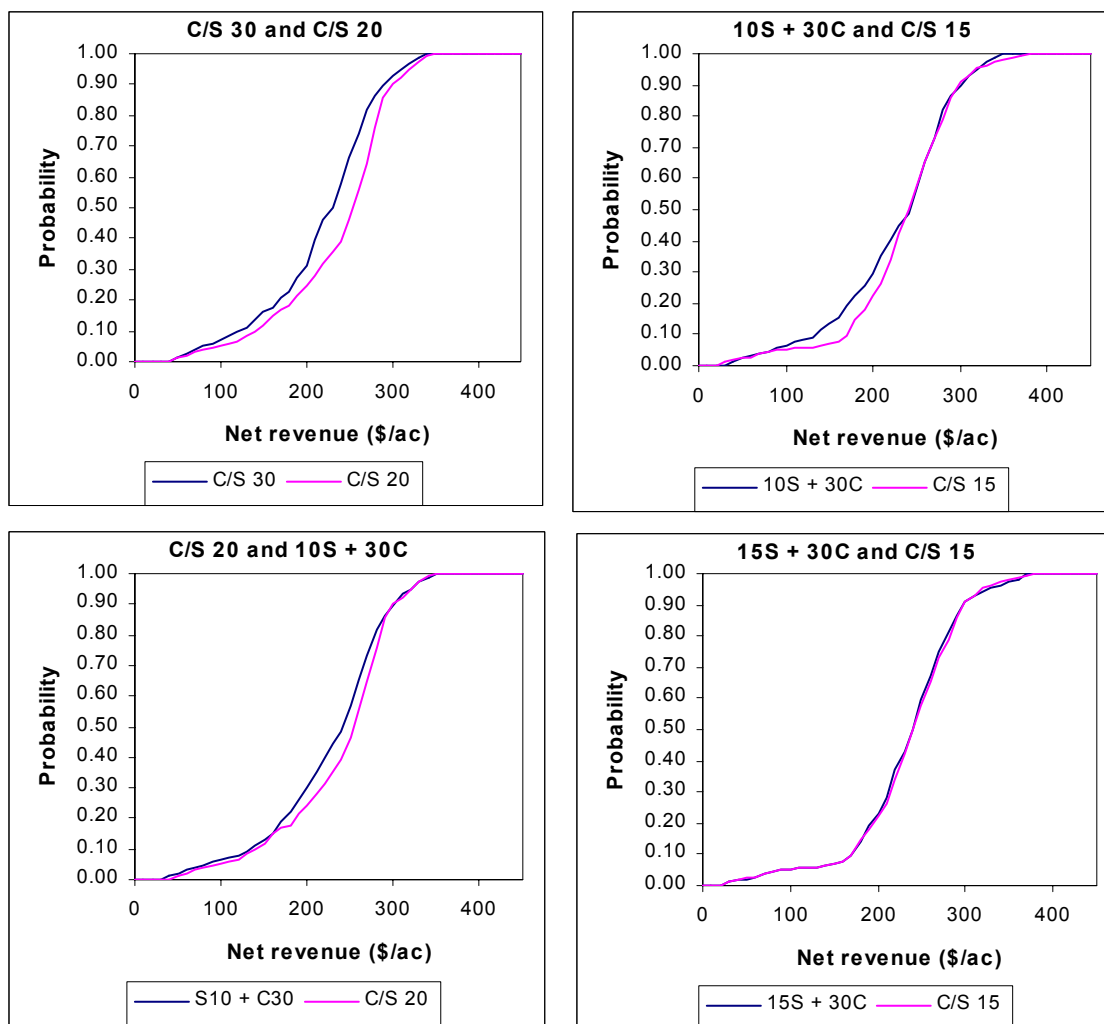 C/S 30 and C/S 20
1.00
0.90
0.80
0.70
0.60
0.50
0.40
0.30
0.20
0.10
0.00
Probability
0 100 200 300 400
Net revenue ($/ac)
C/S 30 C/S 20
10S + 30C and C/S 15
1.00
0.90
0.80
0.70
0.60
0.50
0.40
0.30
0.20
0.10
0.00
Probability
0 100 200 300 400
Net revenue ($/ac)
10S + 30C C/S 15
C/S 20 and 10S + 30C
1.00
0.90
0.80
0.70
0.60
0.50
0.40
0.30
0.20
0.10
0.00
Probability
0 100 200 300 400
Net revenue ($/ac)
S10 + C30 C/S 20
15S + 30C and C/S 15
1.00
0.90
0.80
0.70
0.60
0.50
0.40
0.30
0.20
0.10
0.00
Probability
0 100 200 300 400
Net revenue ($/ac)
15S + 30C C/S 15